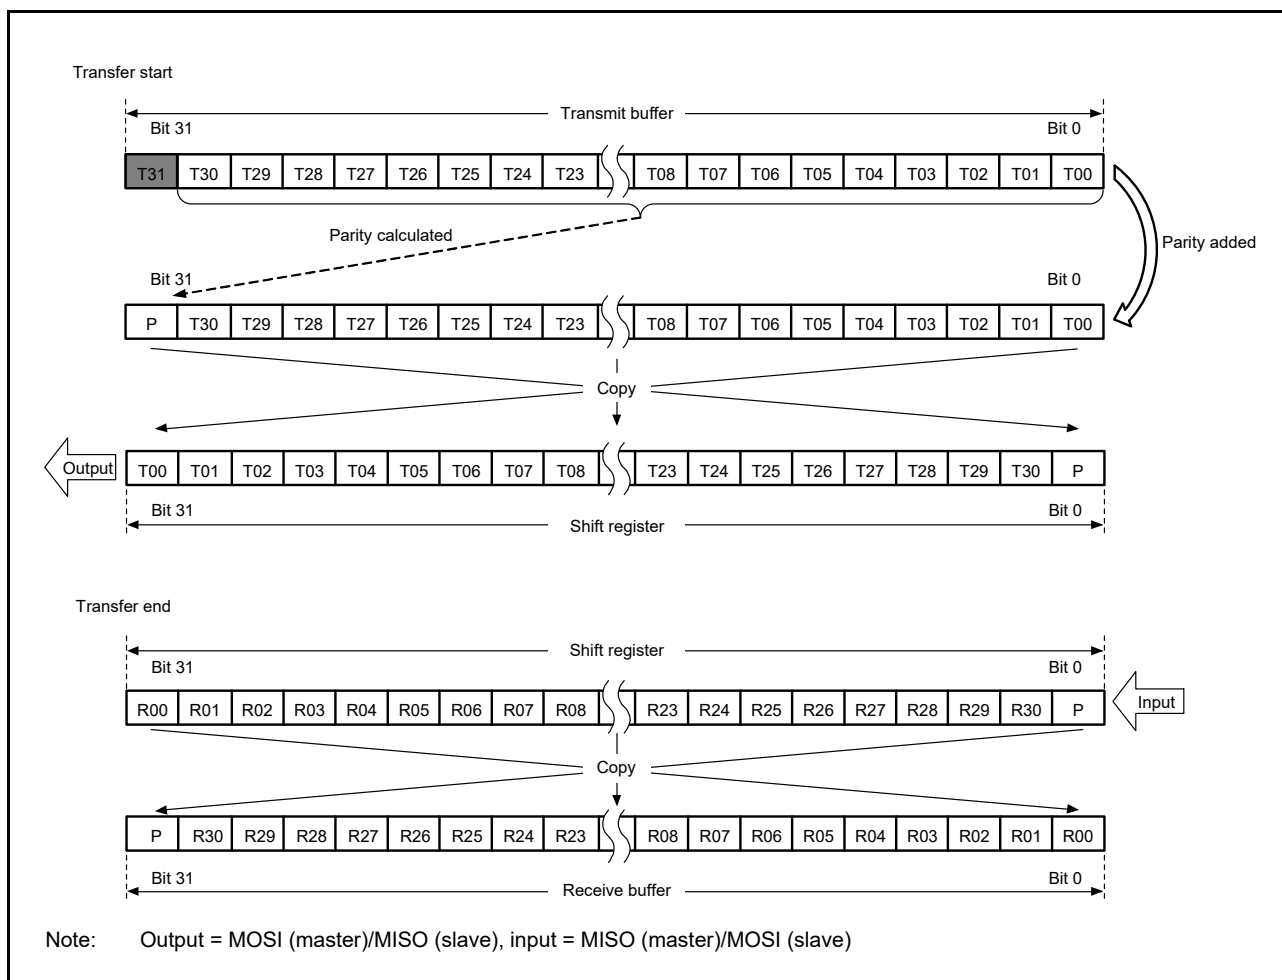 Transfer start
Transmit buffer
Bit 31 Bit 0
T31 T30 T29 T28 T27 T26 T25 T24 T23 T08 T07 T06 T05 T04 T03 T02 T01 T00
Parity calculated
Parity added
Bit 31 Bit 0
P T30 T29 T28 T27 T26 T25 T24 T23 T08 T07 T06 T05 T04 T03 T02 T01 T00
Copy
Output T00 T01 T02 T03 T04 T05 T06 T07 T08 T23 T24 T25 T26 T27 T28 T29 T30 P
Bit 31 Bit 0
Shift register
Transfer end
Shift register
Bit 31 Bit 0
R00 R01 R02 R03 R04 R05 R06 R07 R08 R23 R24 R25 R26 R27 R28 R29 R30 P Input
Copy
P R30 R29 R28 R27 R26 R25 R24 R23 R08 R07 R06 R05 R04 R03 R02 R01 R00
Bit 31 Bit 0
Receive buffer
Note: Output = MOSI (master)/MISO (slave), input = MISO (master)/MOSI (slave)